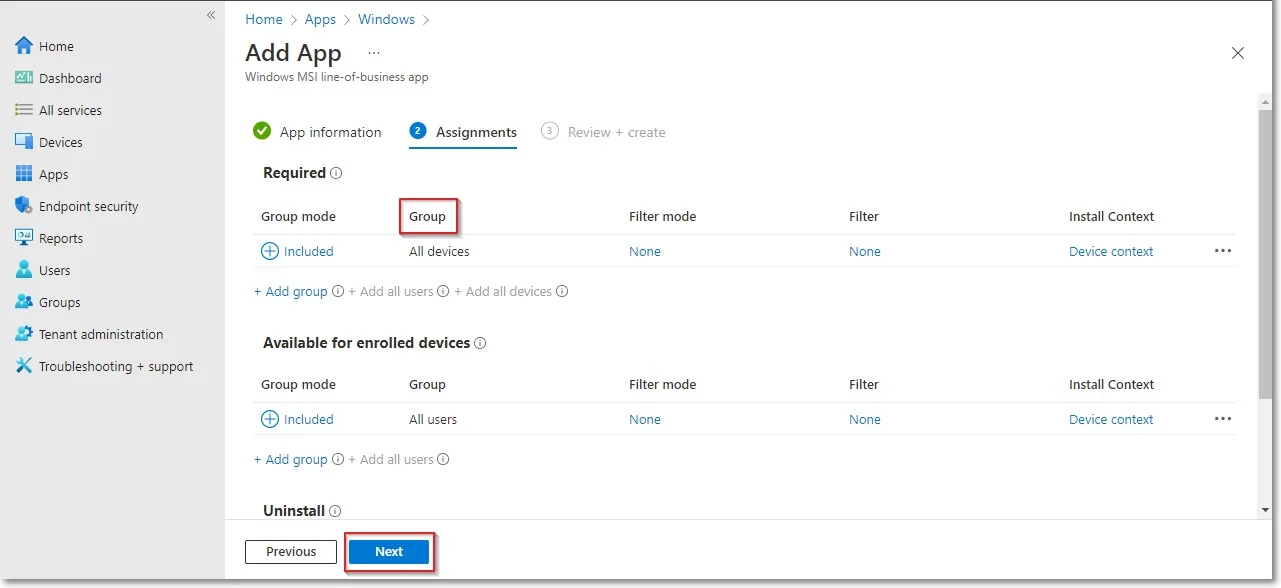 «
Home
Dashboard
All services
Devices
Apps
Endpoint security
Reports
Users
Groups
Tenant administration
Troubleshooting + support
Home > Apps > Windows >
Add App ...
Windows MSI line-of-business app
App information 2 Assignments 3 Review + create
Required
Group mode Group Filter mode Filter Install Context
Included All devices None None Device context ...
+ Add group + Add all users + Add all devices
Available for enrolled devices
Group mode Group Filter mode Filter Install Context
Included All users None None Device context ...
+ Add group + Add all users
Uninstall
Previous Next